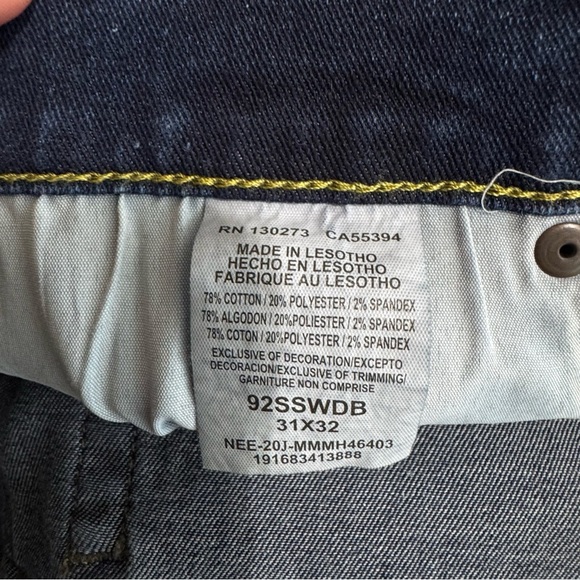 RN 130273 CA55394
MADE IN LESOTHO
HECHO EN LESOTHO
FABRIQUE AU LESOTHO
78% COTTON / 20% POLYESTER / 2% SPANDEX
78% ALGODON / 20%POLIESTER / 2% SPANDEX
78% COTON / 20%POLYESTER / 2% SPANDEX
EXCLUSIVE OF DECORATION/EXCEPTO
DECORACION/EXCLUSIVE OF TRIMMING/
GARNITURE NON COMPRISE
92SSWDB
31X32
NEE-20J-MMMH46403
191683413888